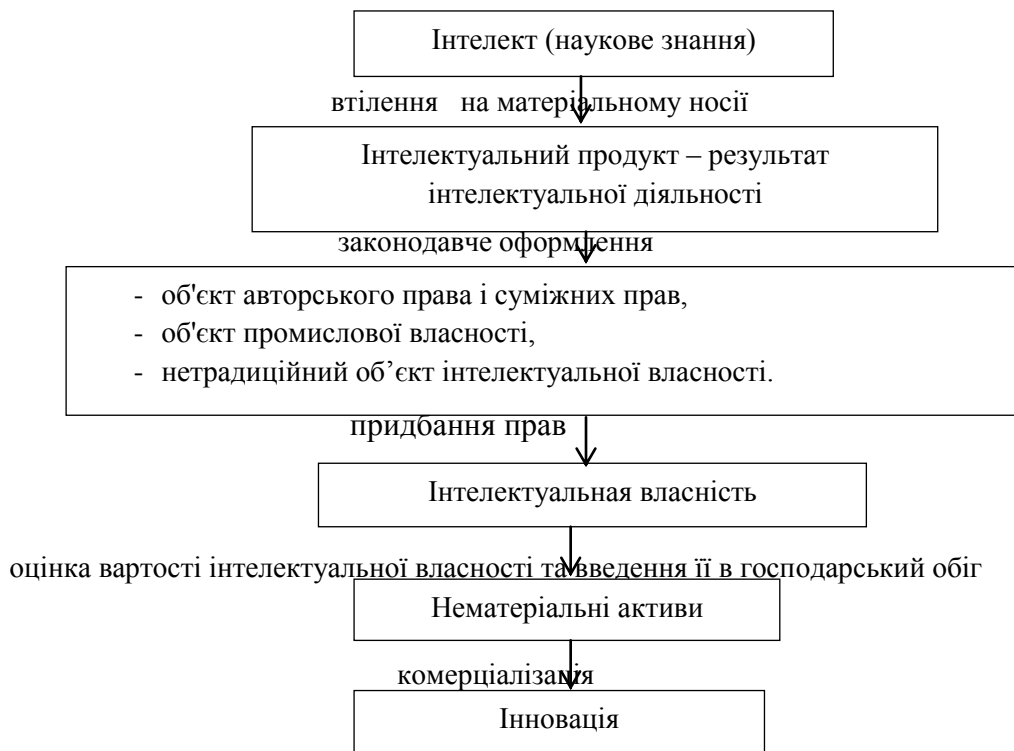 Інтелект (наукове знання)
втілення на матеріальному носії
Інтелектуальний продукт – результат
інтелектуальної діяльності
законодавче оформлення
- об'єкт авторського права і суміжних прав,
- об'єкт промислової власності,
- нетрадиційний об’єкт інтелектуальної власності.
придбання прав
Інтелектуальная власність
оцінка вартості інтелектуальної власності та введення її в господарський обіг
Нематеріальні активи
комерціалізація
Інновація